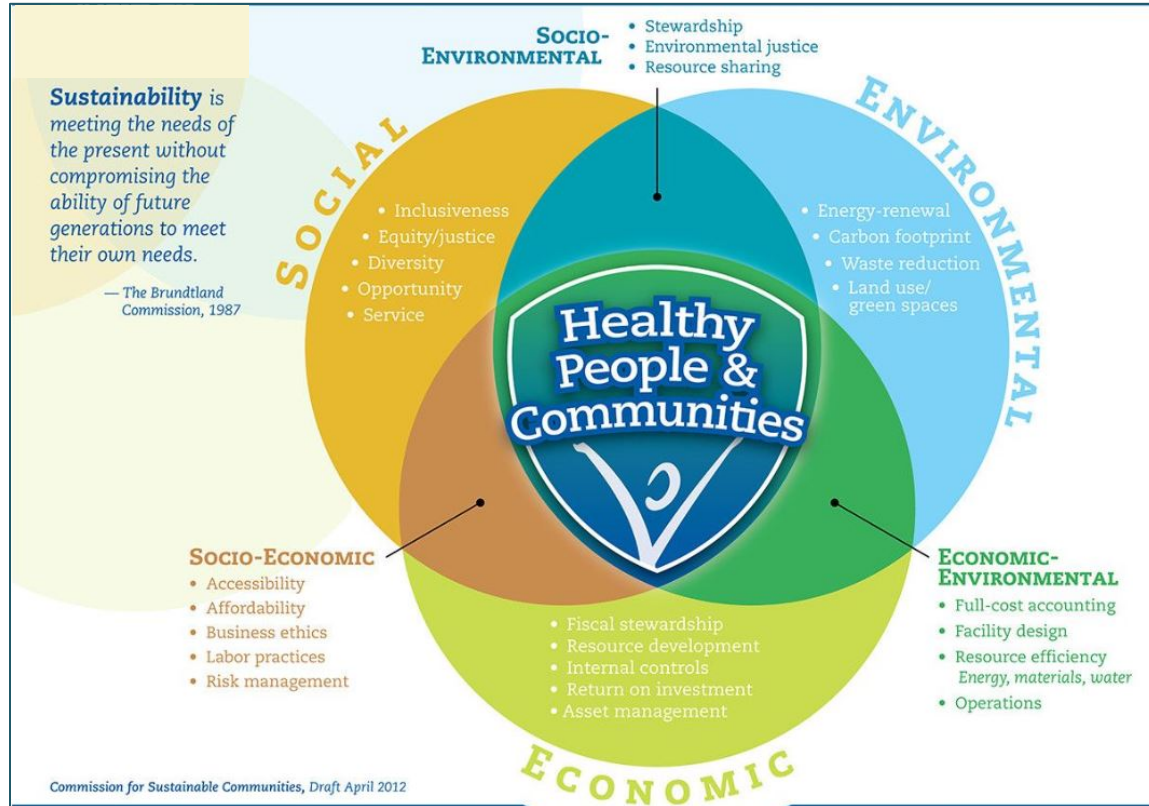 Sustainability is
meeting the needs of
the present without
compromising the
ability of future
generations to meet
their own needs.
— The Brundtland
Commission, 1987
SOCIO-
ENVIRONMENTAL
• Stewardship
• Environmental justice
• Resource sharing
SOCIAL
• Inclusiveness
• Equity/justice
• Diversity
• Opportunity
• Service
ENVIRONMENTAL
• Energy-renewal
• Carbon footprint
• Waste reduction
• Land use/
green spaces
Healthy
People &
Communities
SOCIO-ECONOMIC
• Accessibility
• Affordability
• Business ethics
• Labor practices
• Risk management
• Fiscal stewardship
• Resource development
• Internal controls
• Return on investment
• Asset management
ECONOMIC
ECONOMIC-
ENVIRONMENTAL
• Full-cost accounting
• Facility design
• Resource efficiency
Energy, materials, water
• Operations
Commission for Sustainable Communities, Draft April 2012